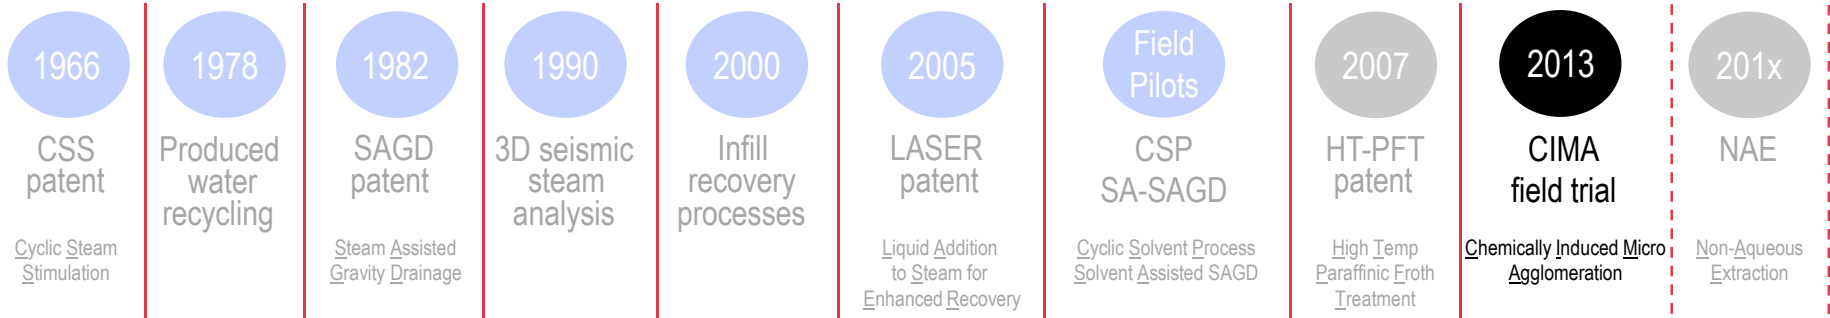 1966
CSS
patent
Cyclic Steam
Stimulation
1978
Produced
water
recycling
1982
SAGD
patent
Steam Assisted
Gravity Drainage
1990
3D seismic
steam
analysis
2000
Infill
recovery
processes
2005
LASER
patent
Liquid Addition
to Steam for
Enhanced Recovery
Field
Pilots
CSP
SA-SAGD
Cyclic Solvent Process
Solvent Assisted SAGD
2007
HT-PFT
patent
High Temp
Paraffinic Froth
Treatment
2013
CIMA
field trial
Chemically Induced Micro
Agglomeration
201x
NAE
Non-Aqueous
Extraction